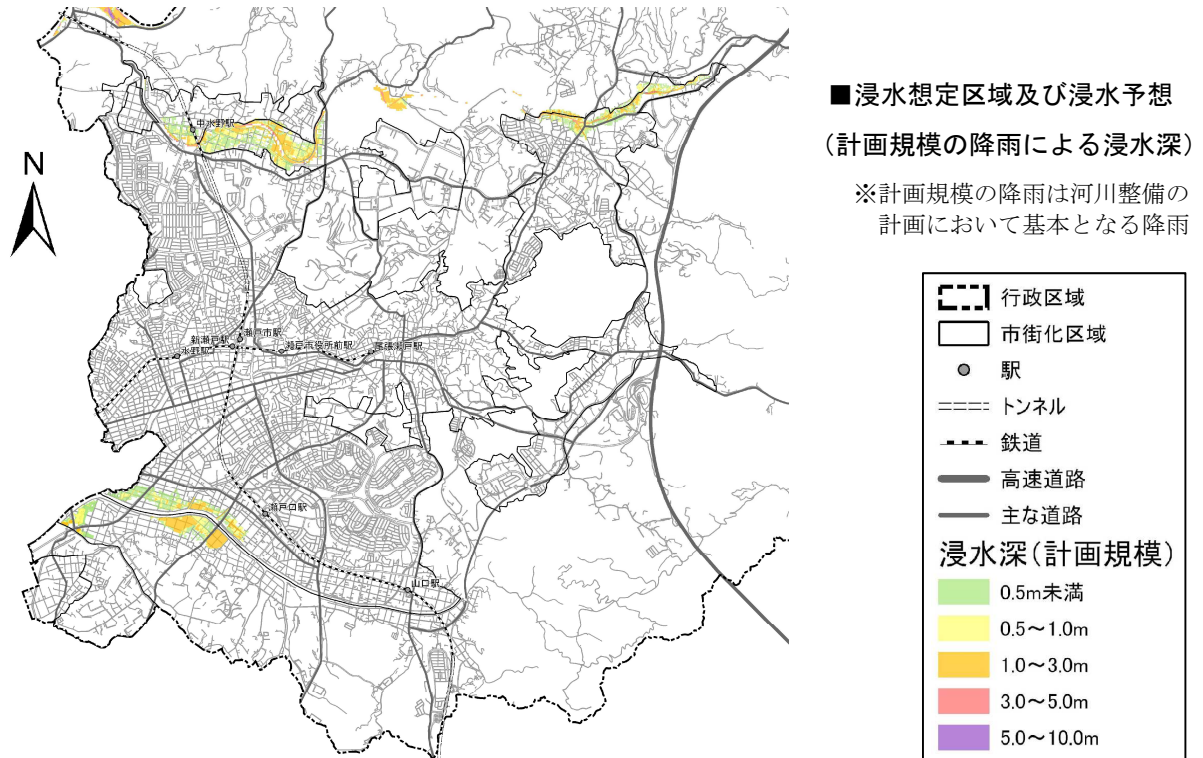 ■浸水想定区域及び浸水予想
(計画規模の降雨による浸水深)
※計画規模の降雨は河川整備の
計画において基本となる降雨
N
中水野駅
新瀬戸駅
瀬戸市駅
水野駅
瀬戸市役所前駅
尾張瀬戸駅
瀬戸口駅
山口駅
行政区域
市街化区域
駅
トンネル
鉄道
高速道路
主な道路
浸水深(計画規模)
0.5m未満
0.5～1.0m
1.0～3.0m
3.0～5.0m
5.0～10.0m